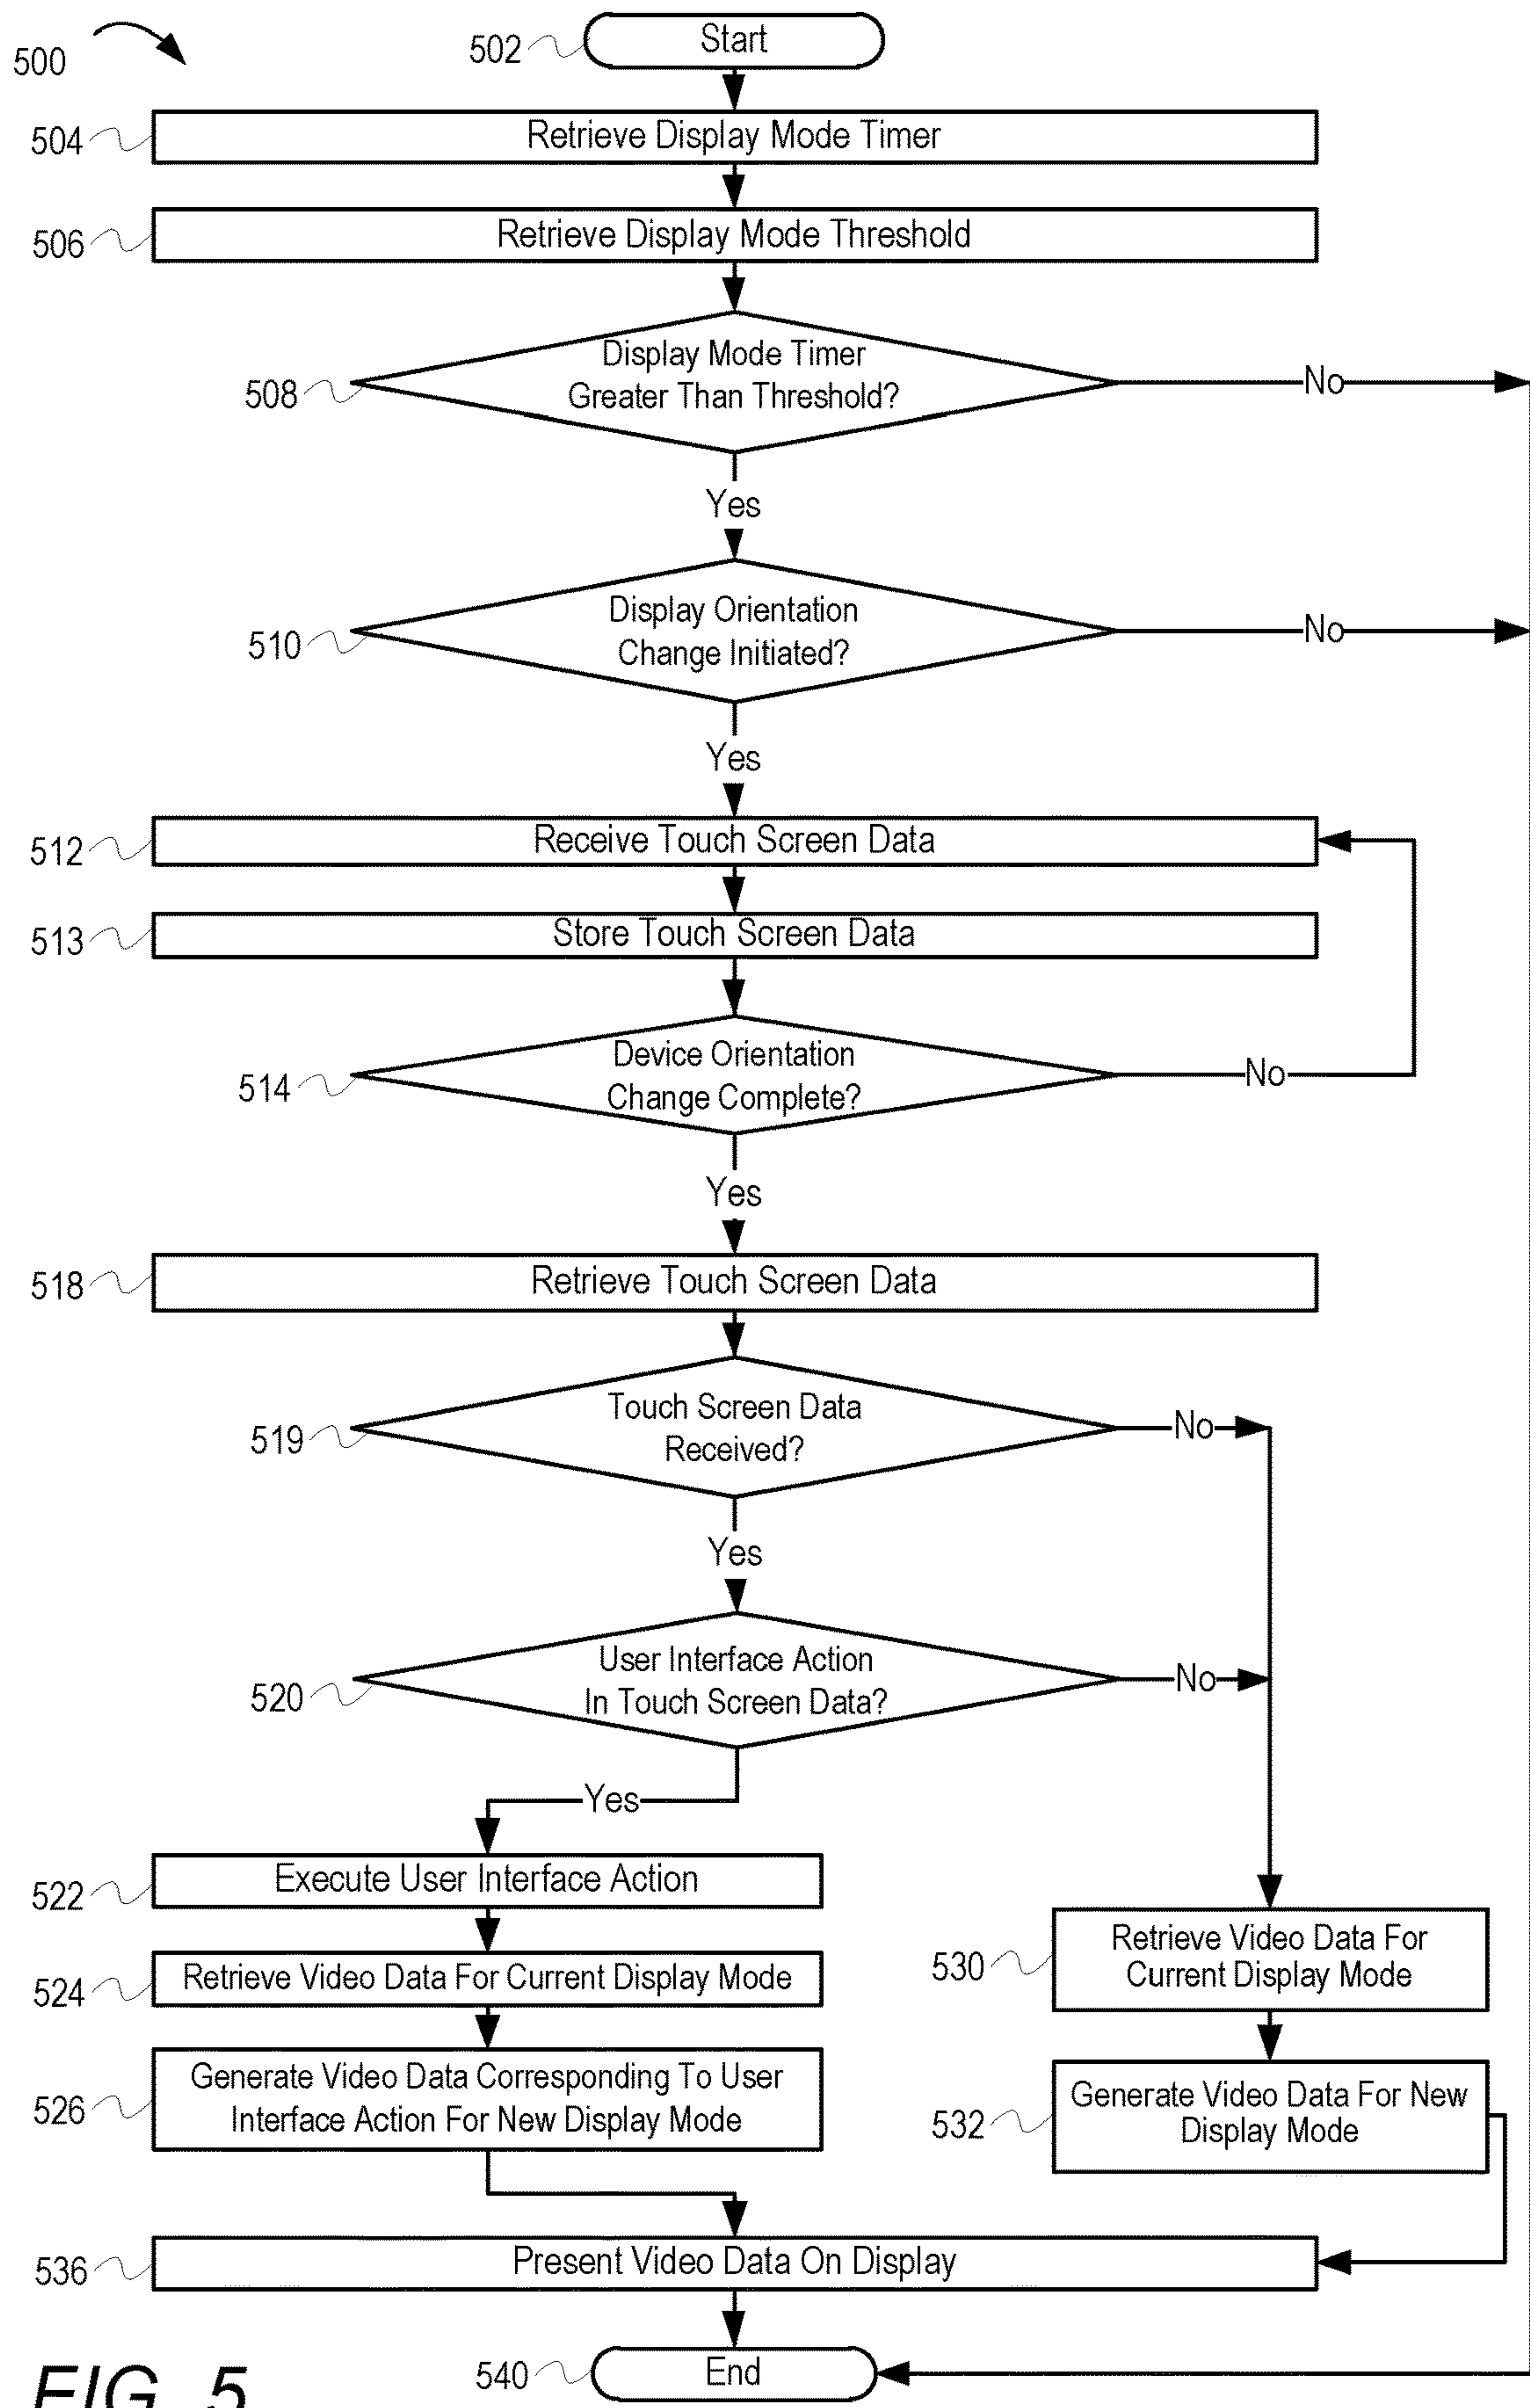 500
502
Start
504
Retrieve Display Mode Timer
506
Retrieve Display Mode Threshold
508
Display Mode Timer
Greater Than Threshold?
No
Yes
510
Display Orientation
Change Initiated?
No
Yes
512
Receive Touch Screen Data
513
Store Touch Screen Data
514
Device Orientation
Change Complete?
No
Yes
518
Retrieve Touch Screen Data
519
Touch Screen Data
Received?
No
Yes
520
User Interface Action
In Touch Screen Data?
No
Yes
522
Execute User Interface Action
524
Retrieve Video Data For Current Display Mode
526
Generate Video Data Corresponding To User
Interface Action For New Display Mode
530
Retrieve Video Data For
Current Display Mode
532
Generate Video Data For New
Display Mode
536
Present Video Data On Display
540
End
FIG. 5